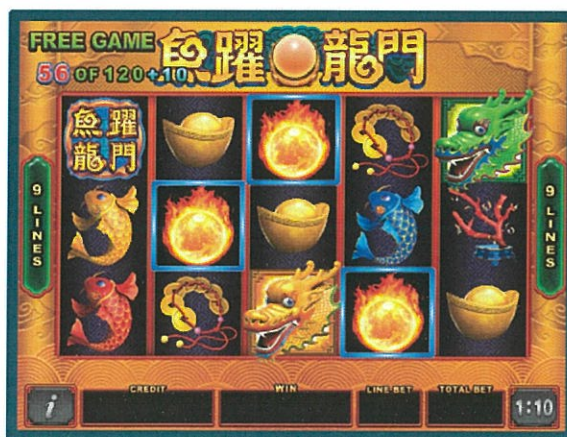 FREE GAME
56 OF 120+10
魚躍龍門
魚躍
龍門
9 LINES
9 LINES
i
CREDIT
WIN
LINE BET
TOTAL BET
1:10